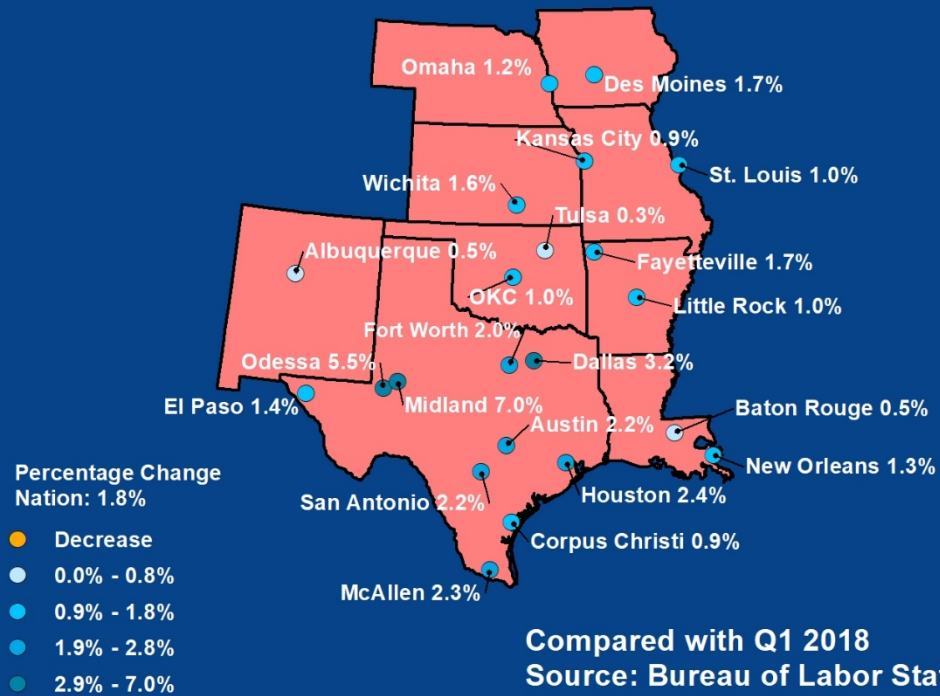 Omaha 1.2%
Des Moines 1.7%
Kansas City 0.9%
St. Louis 1.0%
Wichita 1.6%
Tulsa 0.3%
Albuquerque 0.5%
Fayetteville 1.7%
OKC 1.0%
Little Rock 1.0%
Fort Worth 2.0%
Odessa 5.5%
Dallas 3.2%
El Paso 1.4%
Midland 7.0%
Baton Rouge 0.5%
Austin 2.2%
New Orleans 1.3%
San Antonio 2.2%
Houston 2.4%
Corpus Christi 0.9%
McAllen 2.3%
Percentage Change
Nation: 1.8%
Decrease
0.0% - 0.8%
0.9% - 1.8%
1.9% - 2.8%
2.9% - 7.0%
Compared with Q1 2018
Source: Bureau of Labor Sta